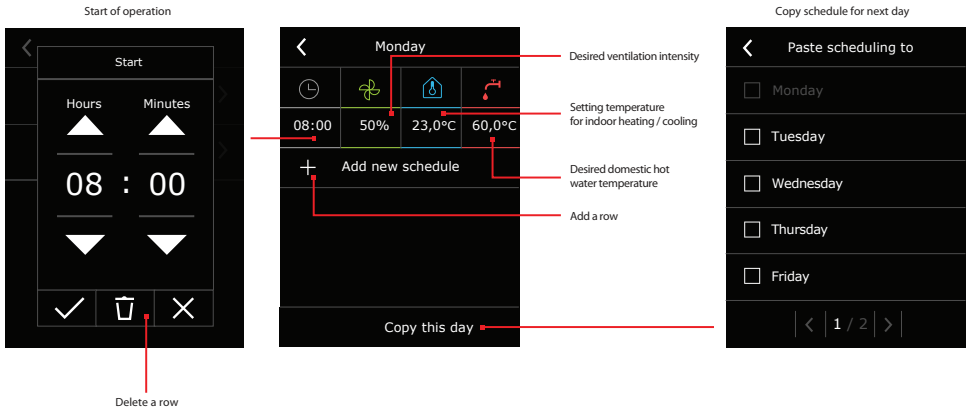 Start of operation
Start
Hours
Minutes
08 : 00
Delete a row
Monday
08:00
50%
23,0°C
60,0°C
Add new schedule
Copy this day
Desired ventilation intensity
Setting temperature
for indoor heating / cooling
Desired domestic hot
water temperature
Add a row
Copy schedule for next day
Paste scheduling to
Monday
Tuesday
Wednesday
Thursday
Friday
1 / 2